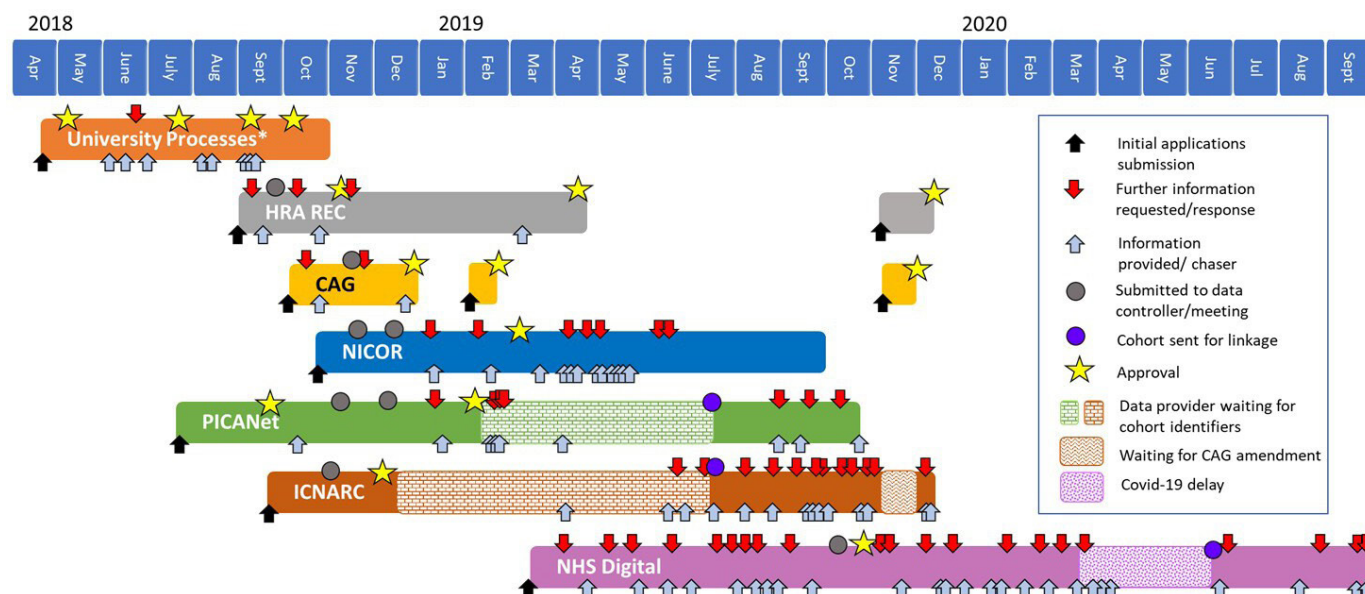 2018 2019 2020
Apr May June July Aug Sept Oct Nov Dec Jan Feb Mar Apr May June July Aug Sept Oct Nov Dec Jan Feb Mar Apr May Jun Jul Aug Sept
University Processes*
HRA REC
CAG
NICOR
PICANet
ICNARC
NHS Digital
Initial applications
submission
Further information
requested/response
Information
provided/ chaser
Submitted to data
controller/meeting
Cohort sent for linkage
Approval
Data provider waiting for
cohort identifiers
Waiting for CAG amendment
Covid-19 delay